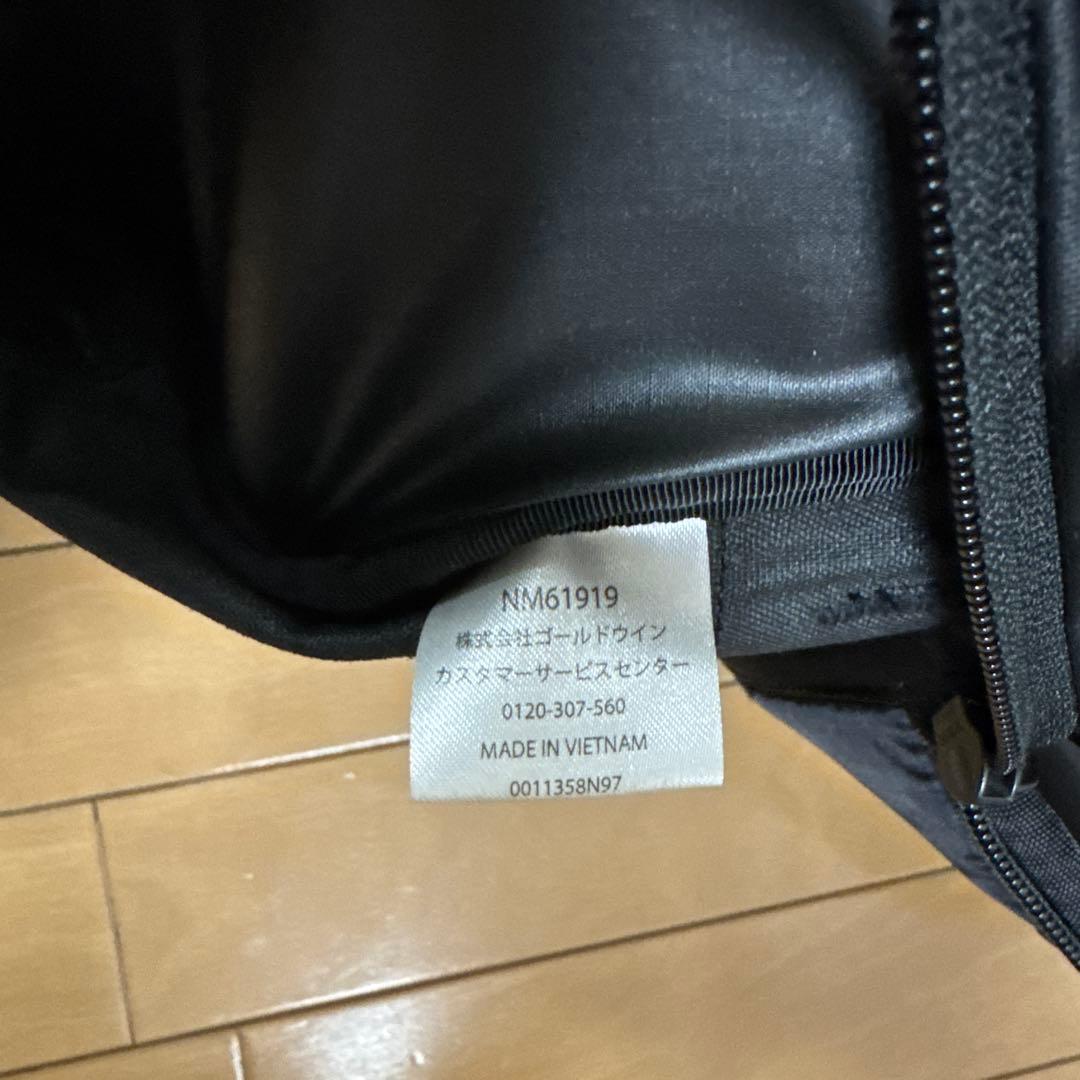 NM61919
株式会社ゴールドウイン
カスタマーサービスセンター
0120-307-560
MADE IN VIETNAM
0011358N97